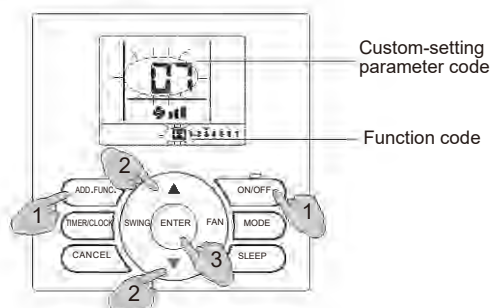 Custom-setting
parameter code
07
Function code
2
ADD.FUNC.
ON/OFF
1
1
TIMER/CLOCK
SWING
ENTER
FAN
MODE
CANCEL
3
SLEEP
2